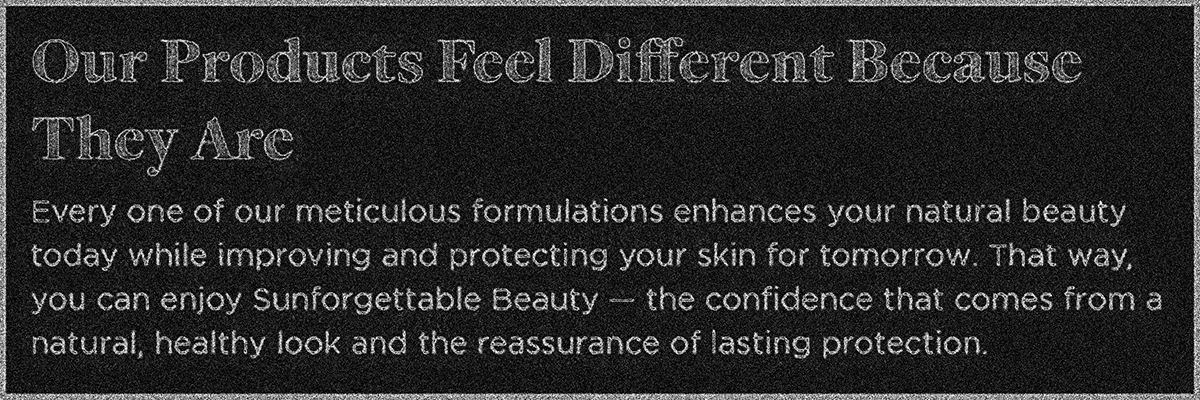 Our Products Feel Different Because
They Are
Every one of our meticulous formulations enhances your natural beauty
today while improving and protecting your skin for tomorrow. That way,
you can enjoy Sunforgettable Beauty — the confidence that comes from a
natural, healthy look and the reassurance of lasting protection.